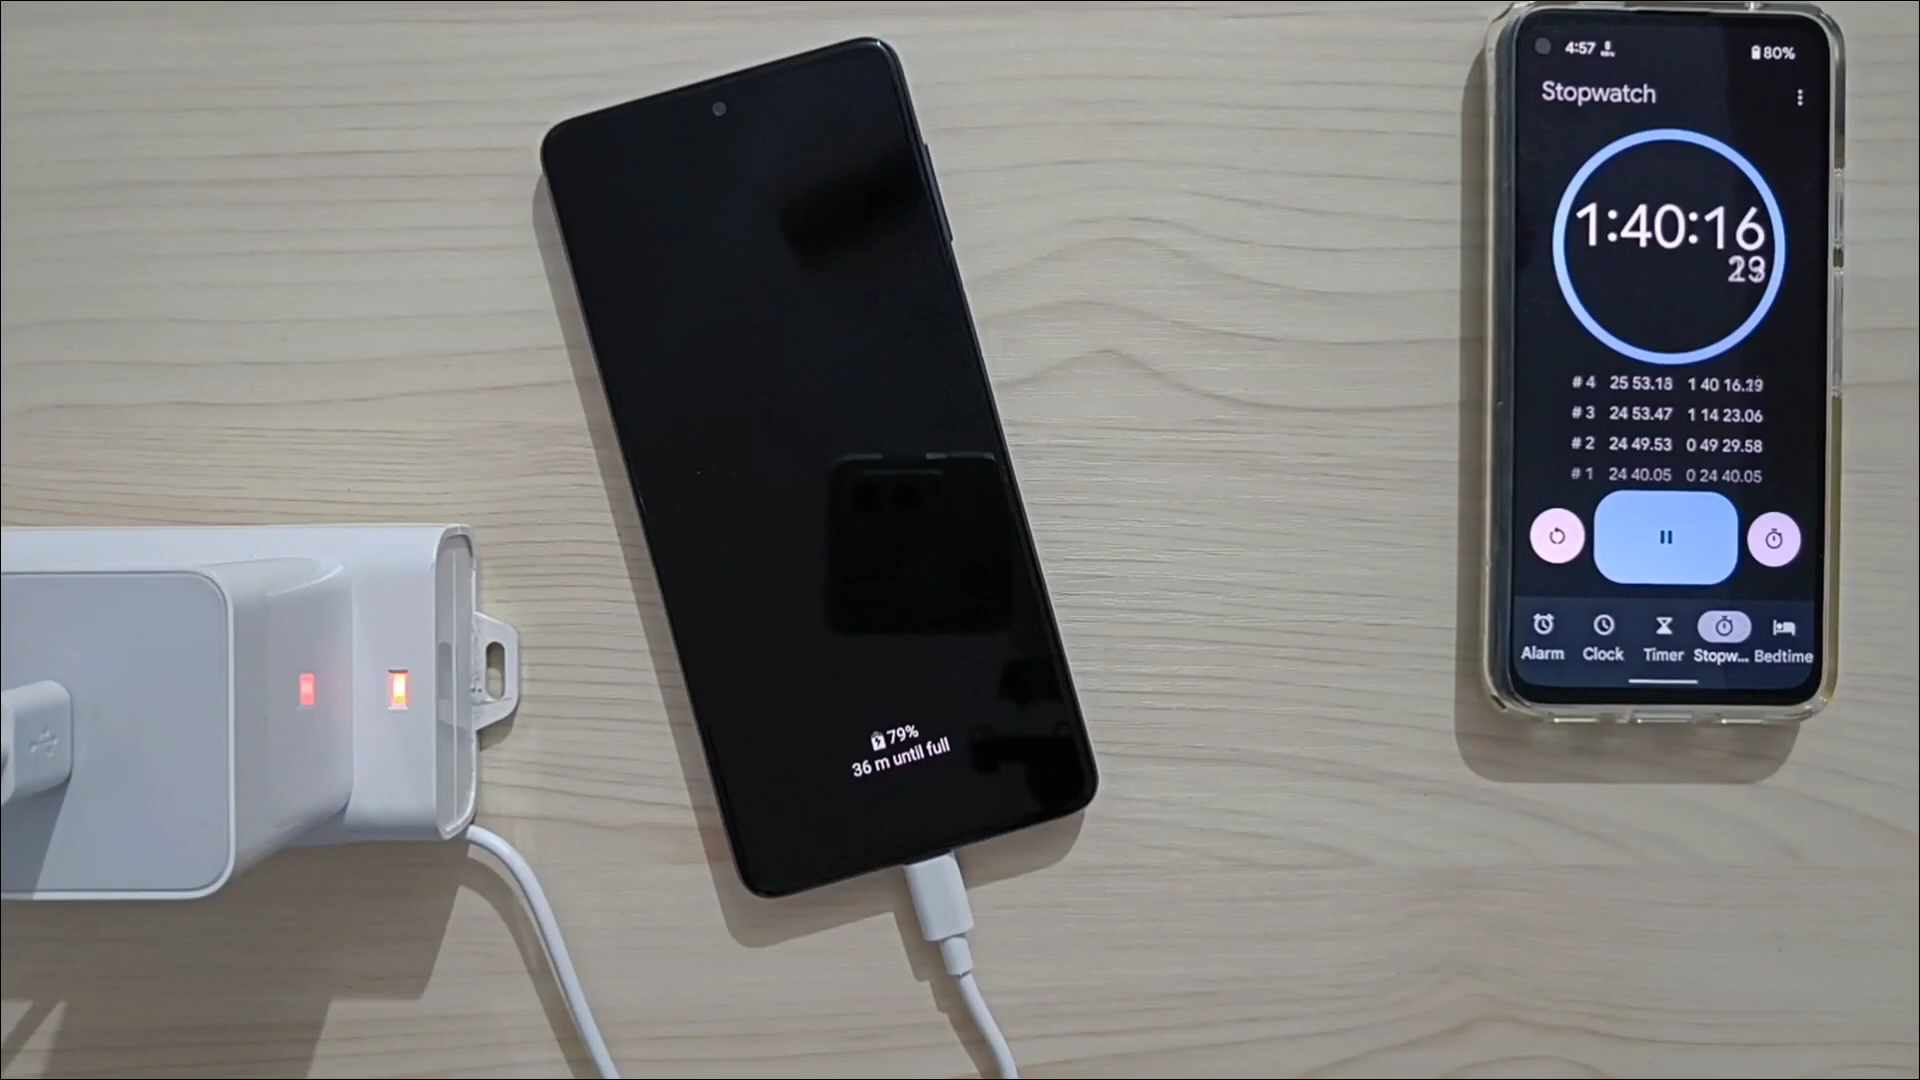 79%
36 m until full
4:57
80%
Stopwatch
1:40:16
# 4 25 53.18 1 40 16.29
# 3 24 53.47 1 14 23.06
# 2 24 49.53 0 49 29.58
# 1 24 40.05 0 24 40.05
Alarm Clock Timer Stopw... Bedtime